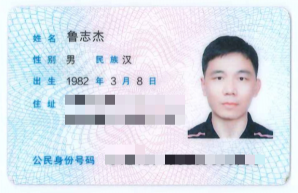 姓名 鲁志杰
性别 男 民族 汉
出生 1982 年 3 月 8 日
住址
公民身份号码